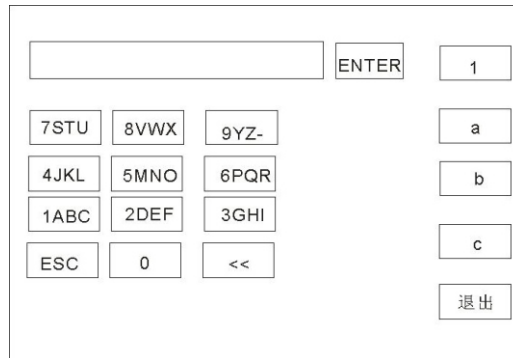 ENTER
1
7STU 8VWX 9YZ-
a
4JKL 5MNO 6PQR
b
1ABC 2DEF 3GHI
c
ESC 0 <<
退出